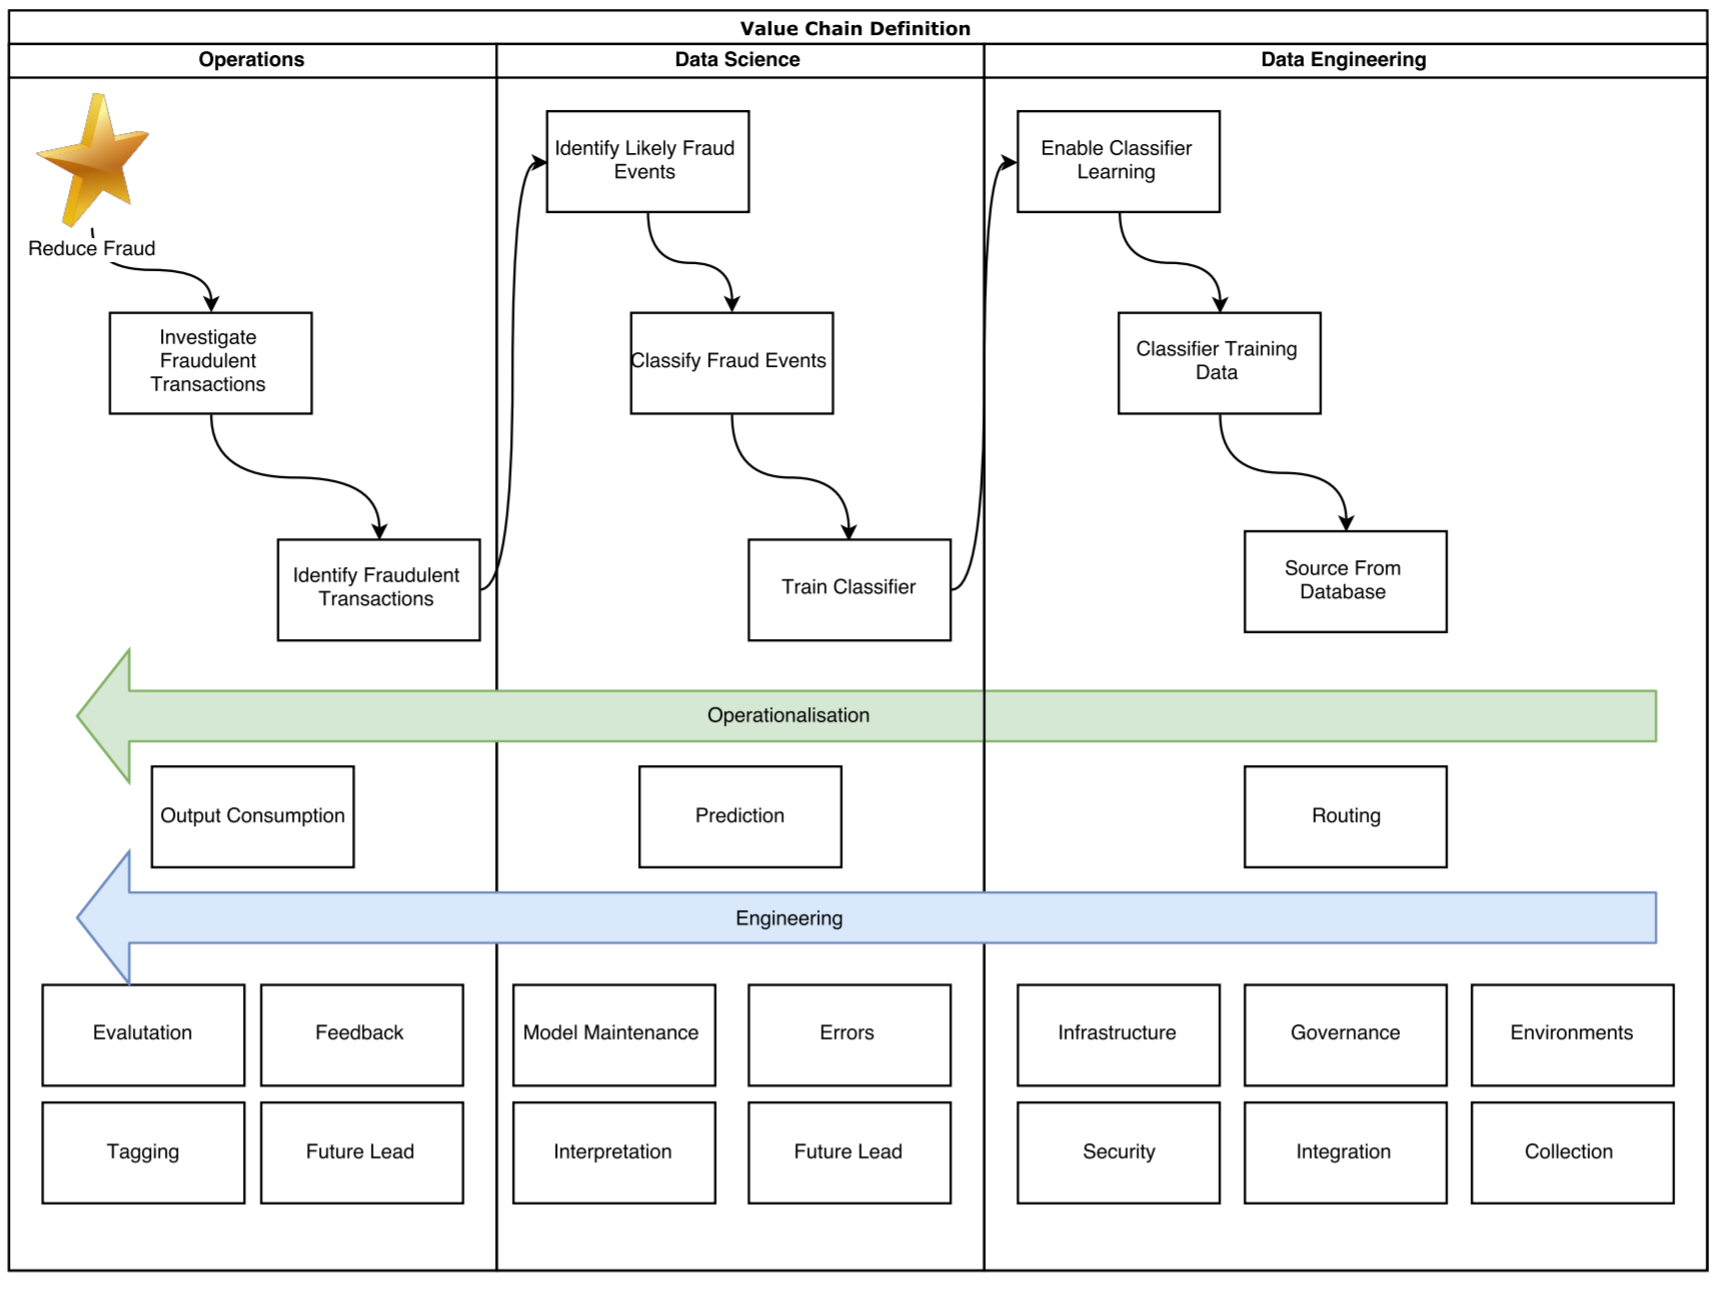 Value Chain Definition
Operations
Data Science
Data Engineering
Reduce Fraud
Investigate
Fraudulent
Transactions
Identify Fraudulent
Transactions
Identify Likely Fraud
Events
Classify Fraud Events
Train Classifier
Enable Classifier
Learning
Classifier Training
Data
Source From
Database
Operationalisation
Output Consumption
Prediction
Routing
Engineering
Evalutation
Feedback
Model Maintenance
Errors
Infrastructure
Governance
Environments
Tagging
Future Lead
Interpretation
Future Lead
Security
Integration
Collection